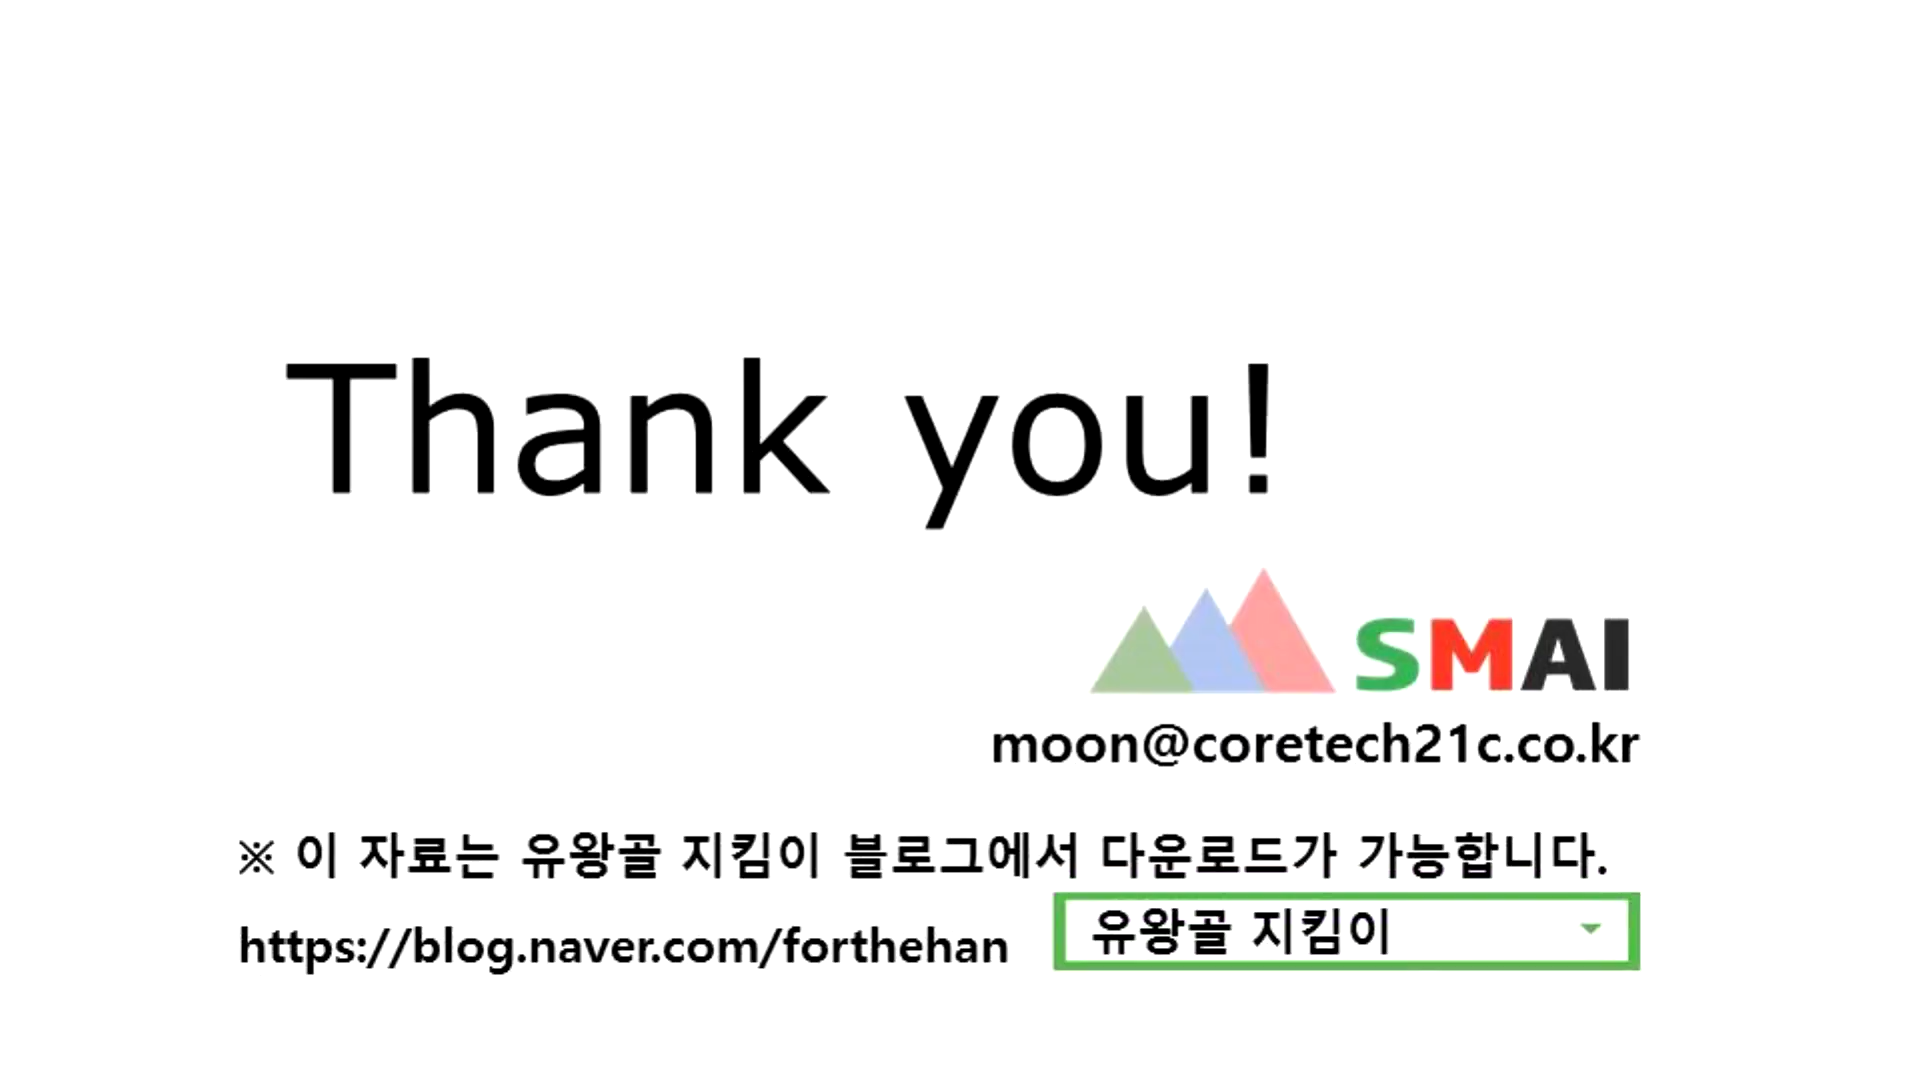 Thank you!
SMAI
moon@coretech21c.co.kr
※ 이 자료는 유왕골 지킴이 블로그에서 다운로드가 가능합니다.
https://blog.naver.com/forthehan
유왕골 지킴이